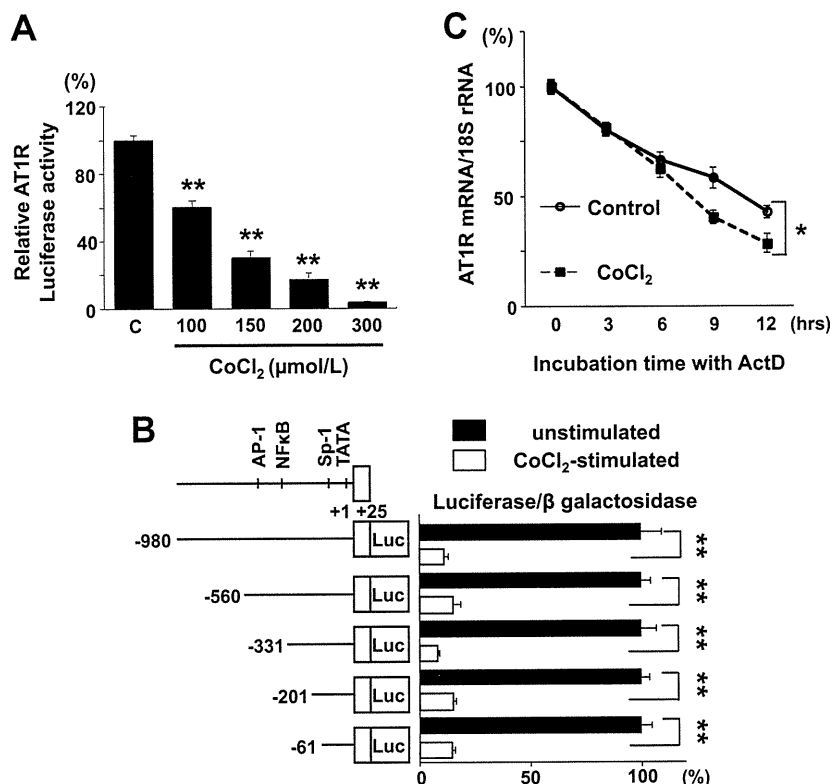 A
(%)
Relative AT1R
Luciferase activity
120
80
40
0
**
**
**
**
C
100
150
200
300
CoCl₂ (μmol/L)
C
(%)
AT1R mRNA/18S rRNA
100
50
0
Control
CoCl₂
*
0 3 6 9 12 (hrs)
Incubation time with ActD
B
AP-1
NFκB
Sp-1
TATA
+1 +25
unstimulated
CoCl₂-stimulated
Luciferase/β galactosidase
-980 Luc **
-560 Luc **
-331 Luc **
-201 Luc **
-61 Luc **
0 50 100 (%)